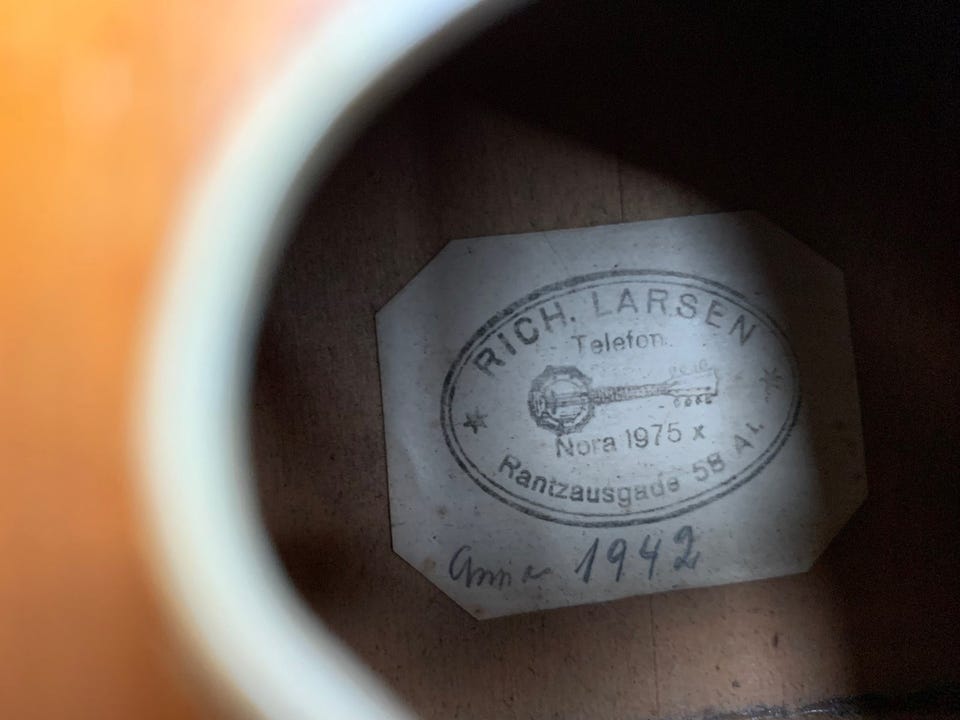 RICH. LARSEN
Telefon
Nora 1975 x
Rantzausgade 58 A
1942